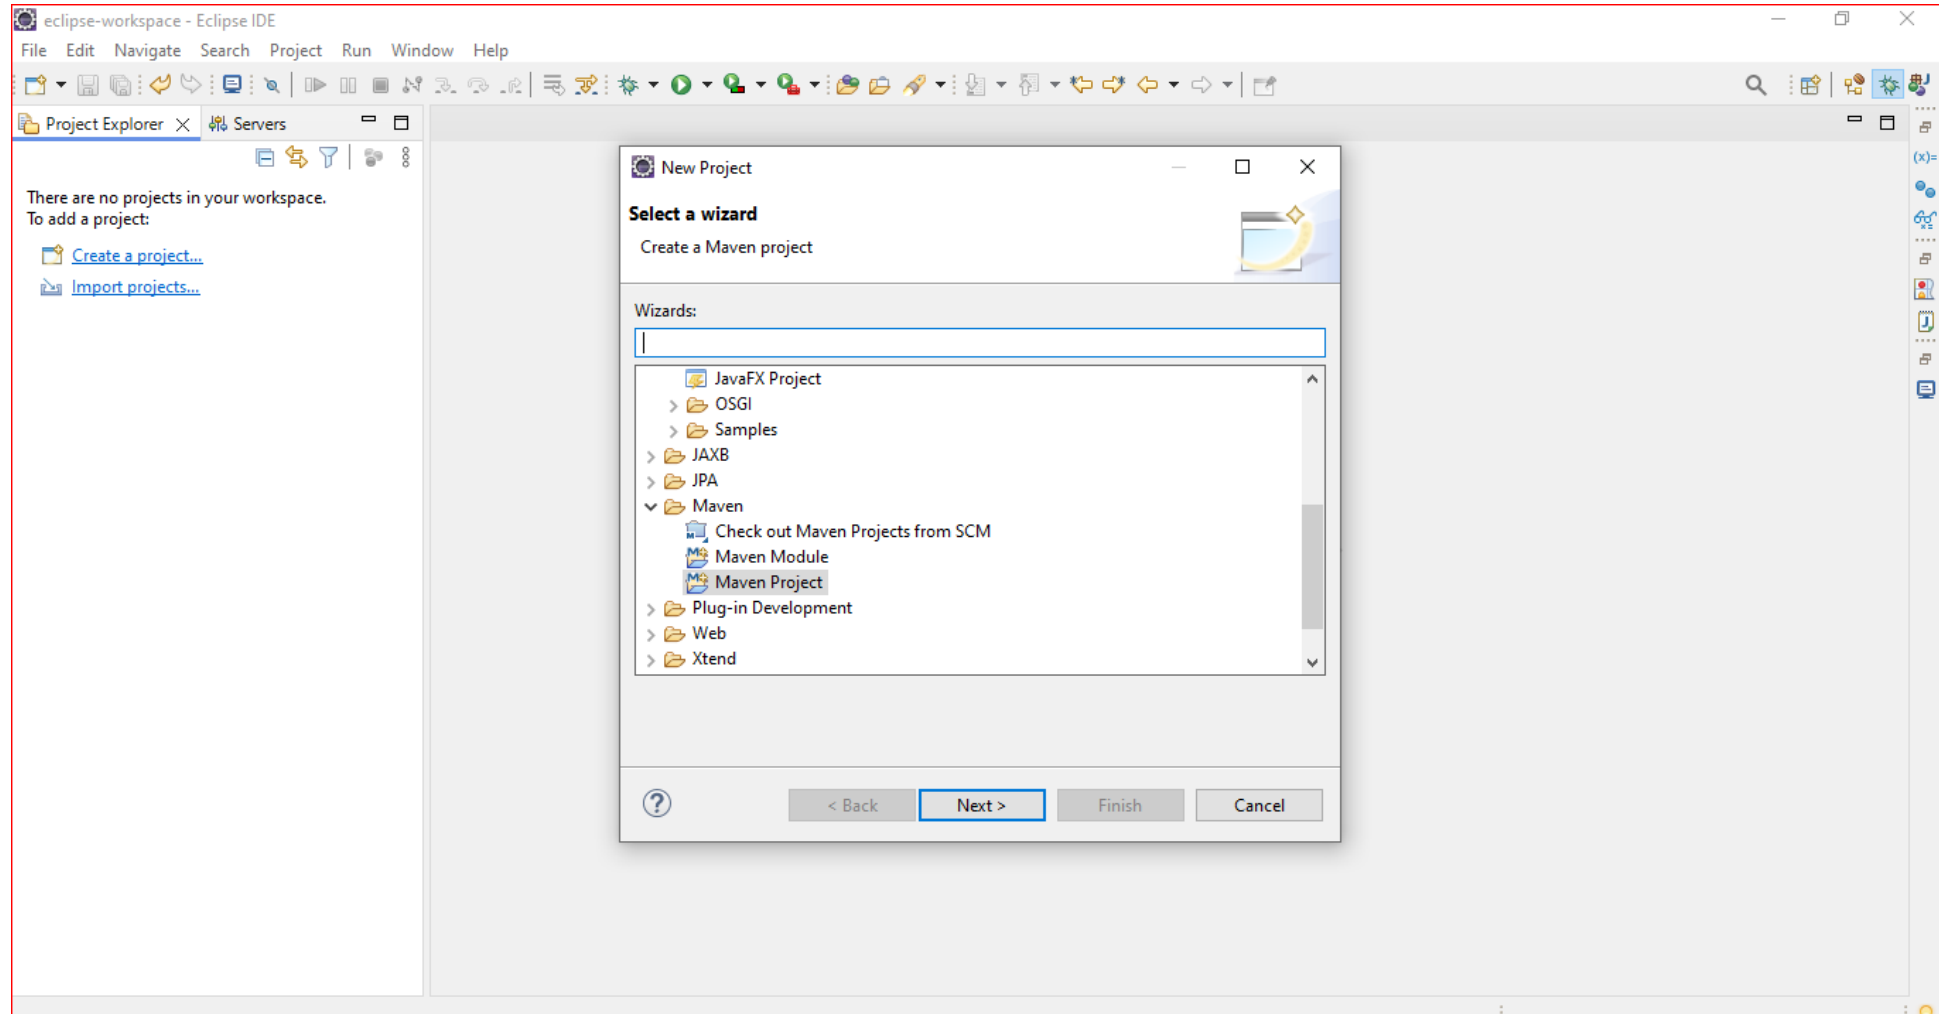 eclipse-workspace - Eclipse IDE
File Edit Navigate Search Project Run Window Help
Project Explorer Servers
There are no projects in your workspace.
To add a project:
Create a project...
Import projects...
New Project
Select a wizard
Create a Maven project
Wizards:
JavaFX Project
OSGI
Samples
JAXB
JPA
Maven
Check out Maven Projects from SCM
Maven Module
Maven Project
Plug-in Development
Web
Xtend
< Back Next > Finish Cancel
(x)=